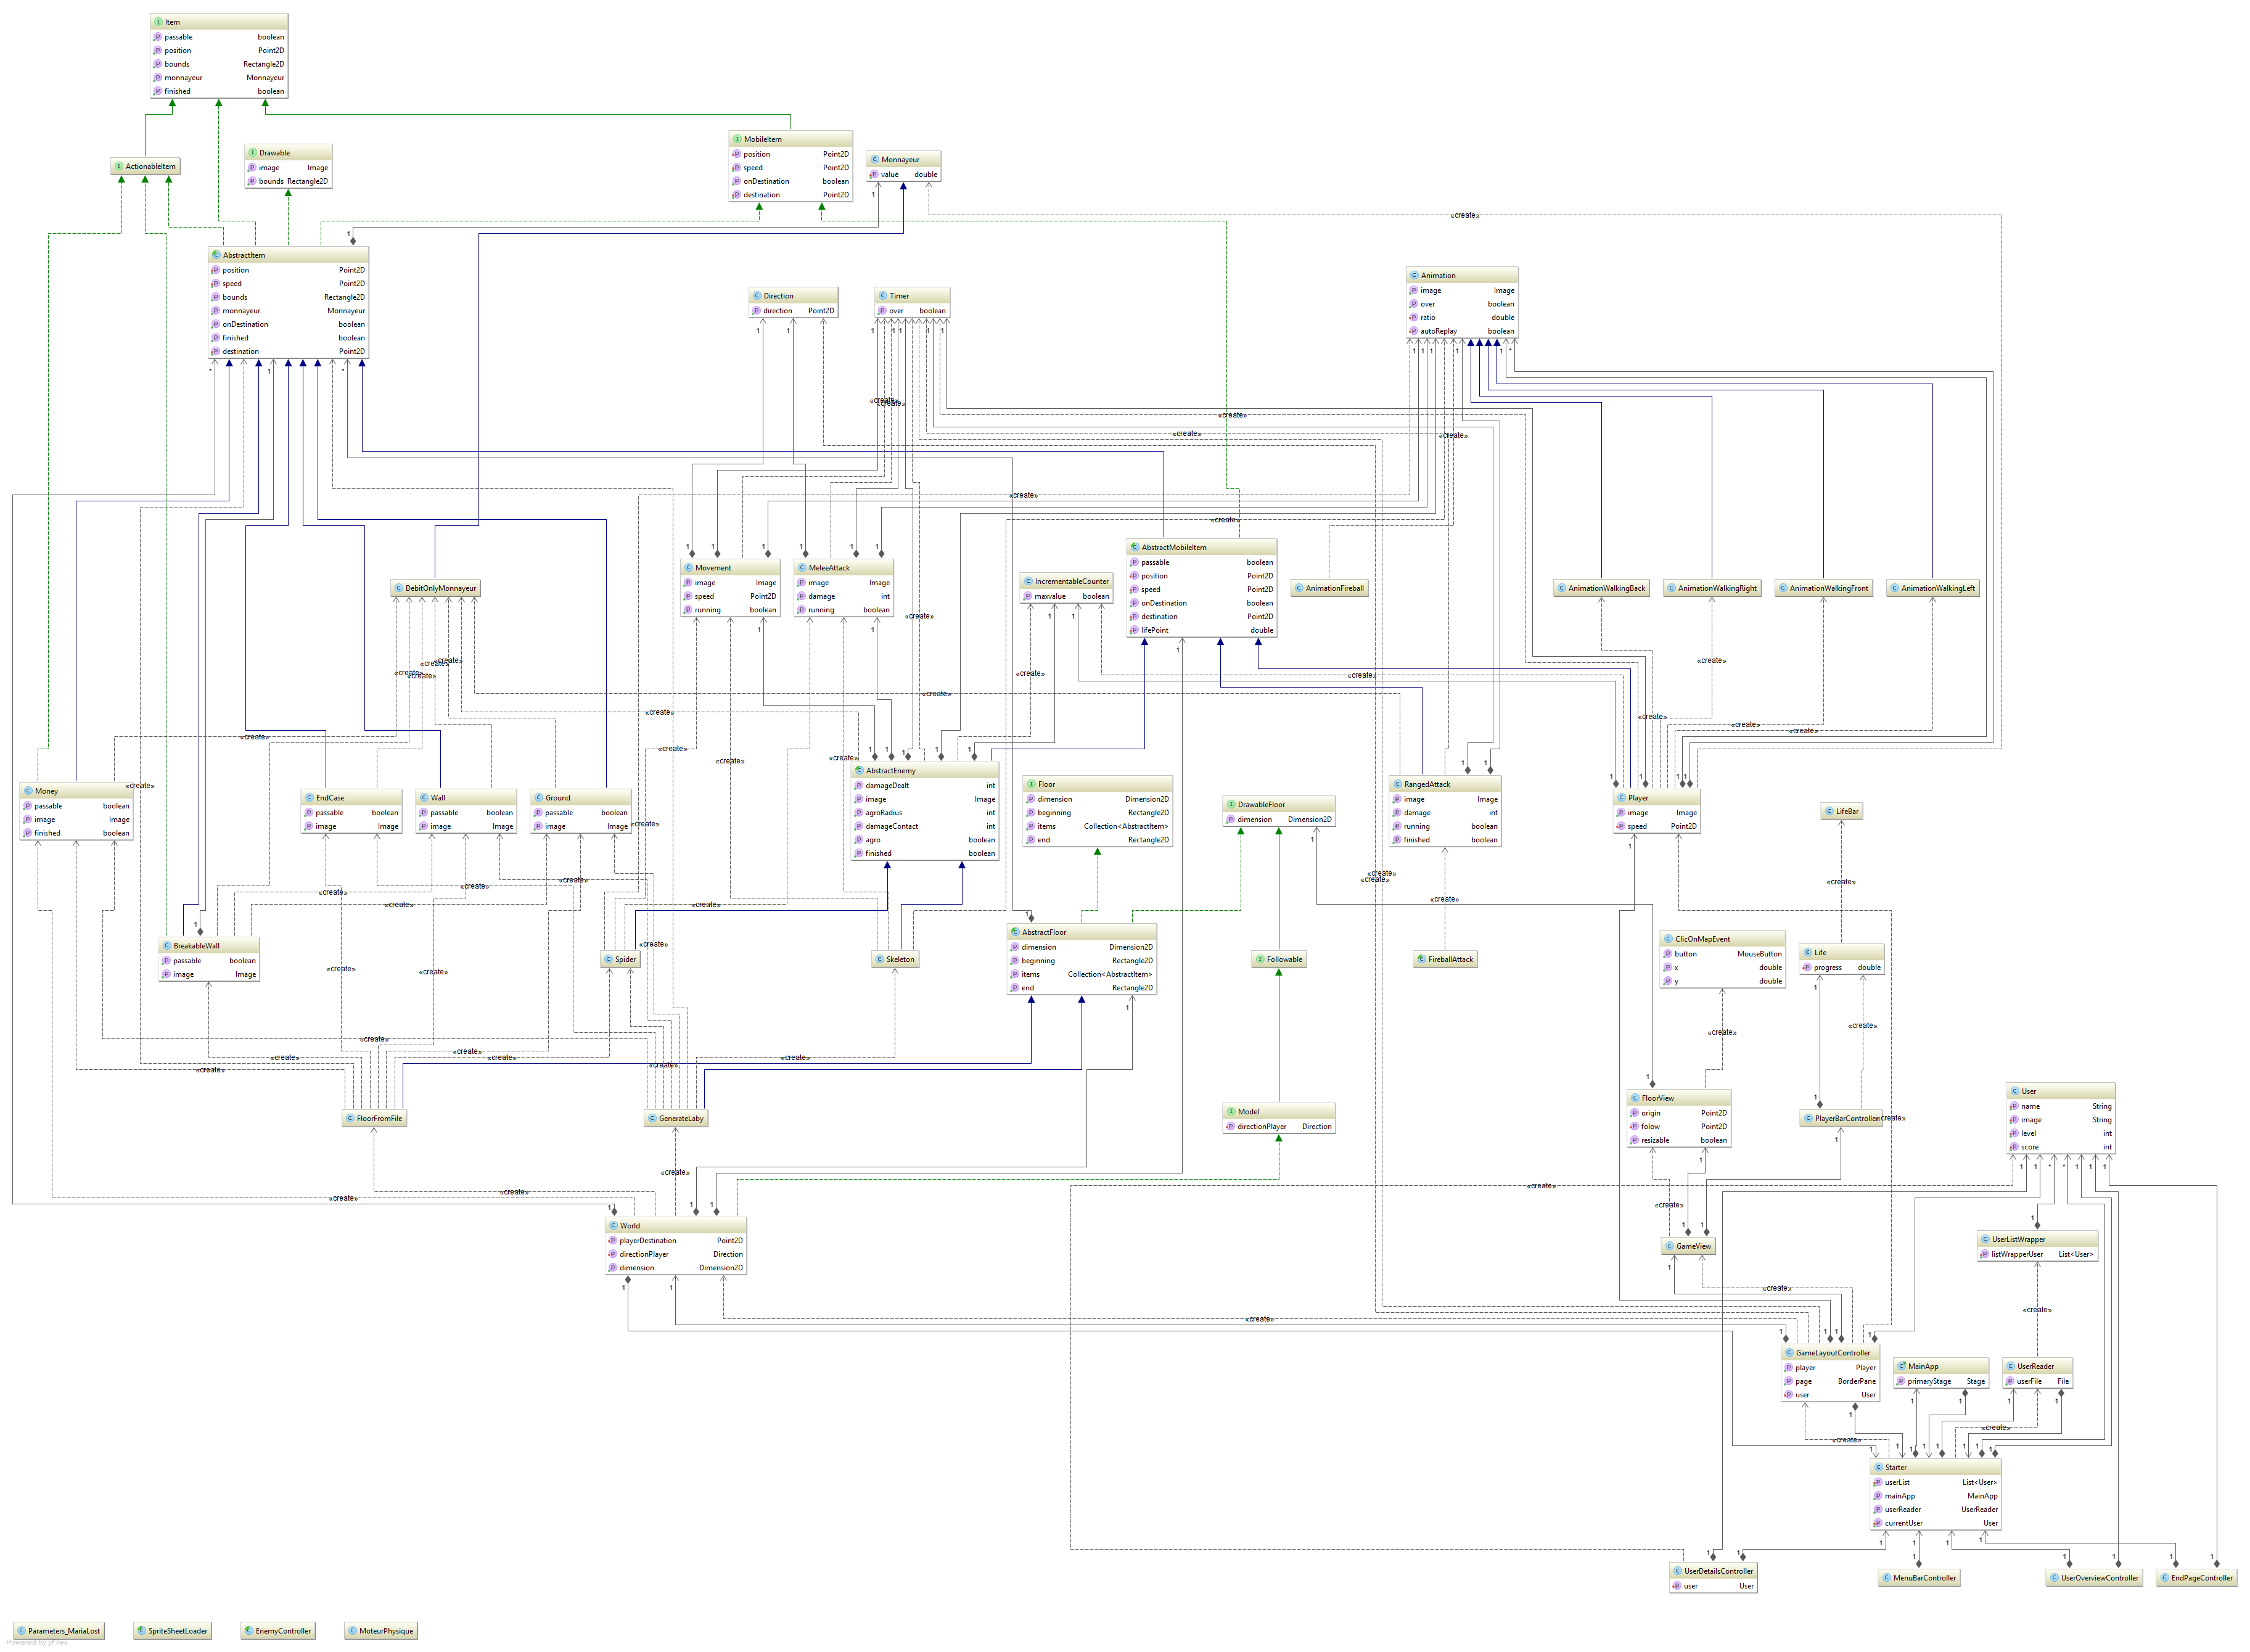 Item
passable boolean
position Point2D
bounds Rectangle2D
monnayeur Monnayeur
finished boolean
MobileItem
position Point2D
speed Point2D
onDestination boolean
destination Point2D
Drawable
image Image
bounds Rectangle2D
Monnayeur
value double
ActionableItem
AbstractItem
position Point2D
speed Point2D
bounds Rectangle2D
monnayeur Monnayeur
onDestination boolean
finished boolean
destination Point2D
Direction
direction Point2D
Timer
over boolean
Animation
image Image
over boolean
ratio double
autoReplay boolean
DebitOnlyMonnayeur
Movement
image Image
speed Point2D
running boolean
MeleeAttack
image Image
damage int
running boolean
IncrementableCounter
maxvalue boolean
AbstractMobileItem
passable boolean
position Point2D
speed Point2D
onDestination boolean
destination Point2D
lifePoint double
AnimationFireball
AnimationWalkingBack
AnimationWalkingRight
AnimationWalkingFront
AnimationWalkingLeft
Money
passable boolean
image Image
finished boolean
EndCase
passable boolean
image Image
Wall
passable boolean
image Image
Ground
passable boolean
image Image
AbstractEnemy
damageDealt int
image Image
agroRadius int
damageContact int
agro boolean
finished boolean
Floor
dimension Dimension2D
beginning Rectangle2D
items Collection<AbstractItem>
end Rectangle2D
DrawableFloor
dimension Dimension2D
RangedAttack
image Image
damage int
running boolean
finished boolean
Player
image Image
speed Point2D
LifeBar
BreakableWall
passable boolean
image Image
Spider
Skeleton
AbstractFloor
dimension Dimension2D
beginning Rectangle2D
items Collection<AbstractItem>
end Rectangle2D
Followable
FireballAttack
ClicOnMapEvent
button MouseButton
x double
y double
Life
progress double
FloorFromFile
GenerateLaby
Model
directionPlayer Direction
FloorView
origin Point2D
folow Point2D
resizable boolean
PlayerBarController
User
name String
image String
level int
score int
World
playerDestination Point2D
directionPlayer Direction
dimension Dimension2D
GameView
UserListWrapper
listWrapperUser List<User>
GameLayoutController
player Player
page BorderPane
user User
MainApp
primaryStage Stage
UserReader
userFile File
Starter
userList List<User>
mainApp MainApp
userReader UserReader
currentUser User
UserDetailsController
user User
MenuBarController
UserOverviewController
EndPageController
Parameters_MariaLost
SpriteSheetLoader
EnemyController
MoteurPhysique
Powered by yFiles